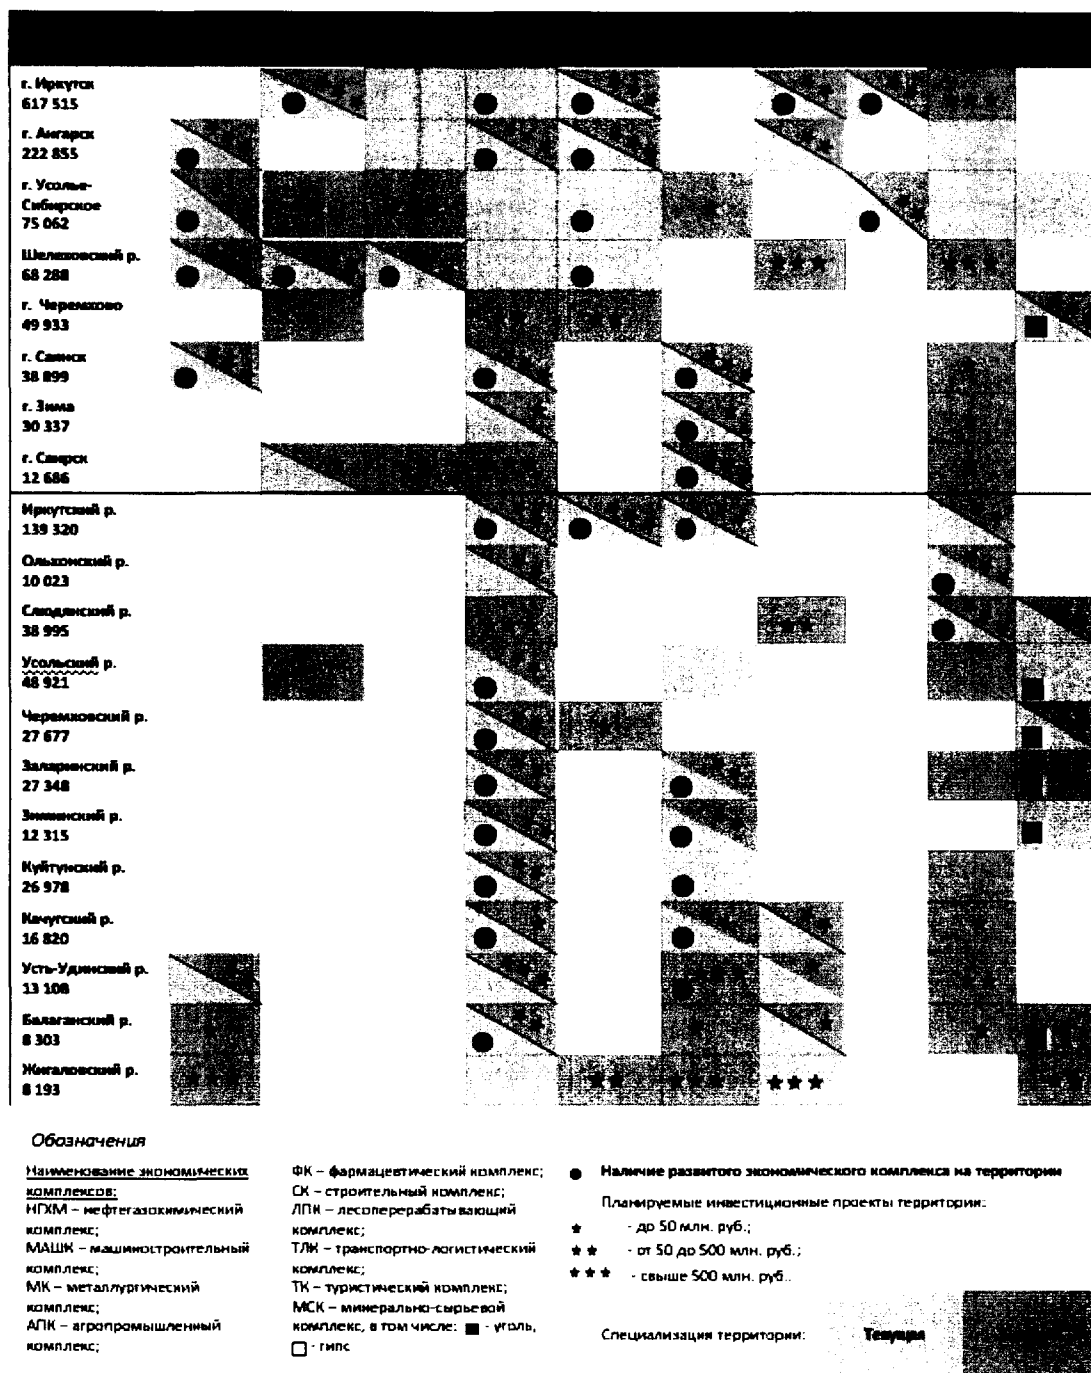 г. Иркутск
617 515
г. Ангарск
222 855
г. Усолье-
Сибирское
75 062
Шелеховский р.
68 288
г. Черемхово
49 933
г. Саянск
38 899
г. Зима
30 337
г. Свирск
12 686
Иркутский р.
139 320
Ольхонский р.
10 023
Слюдянский р.
38 995
Усольский р.
48 921
Черемховский р.
27 677
Заларинский р.
27 348
Зиминский р.
12 315
Куйтунский р.
26 978
Качугский р.
16 820
Усть-Удинский р.
13 108
Балаганский р.
8 303
Жигаловский р.
8 193
Обозначения
Наименование экономических
комплексов:
НГХМ – нефтегазохимический
комплекс;
МАШК – машиностроительный
комплекс;
МК – металлургический
комплекс;
АПК – агропромышленный
комплекс;
ФК – фармацевтический комплекс;
СК – строительный комплекс;
ЛПК – лесоперерабатывающий
комплекс;
ТЛК – транспортно-логистический
комплекс;
ТК – туристический комплекс;
МСК – минерально-сырьевой
комплекс, в том числе: ■ - уголь,
□ - гипс
● Наличие развитого экономического комплекса на территории
Планируемые инвестиционные проекты территории:
★ - до 50 млн. руб.;
★★ - от 50 до 500 млн. руб.;
★★★ - свыше 500 млн. руб..
Специализация территории: Текущая